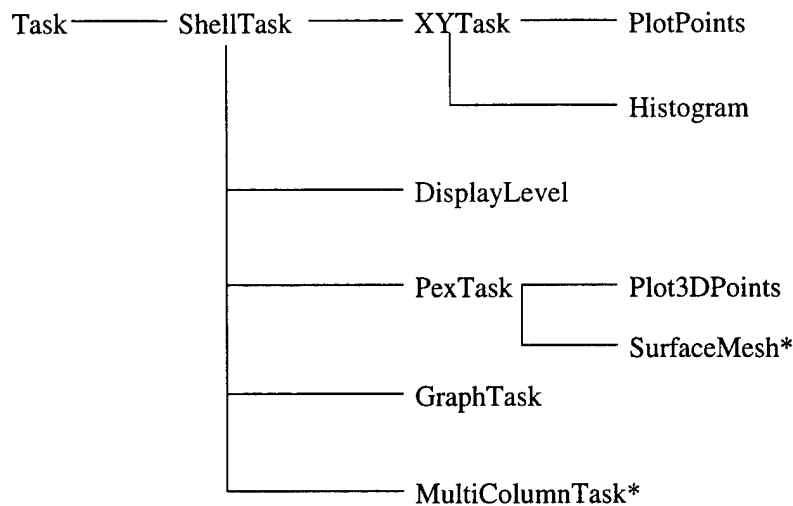 Task ShellTask XYTask PlotPoints
Histogram
DisplayLevel
PexTask Plot3DPoints
SurfaceMesh*
GraphTask
MultiColumnTask*